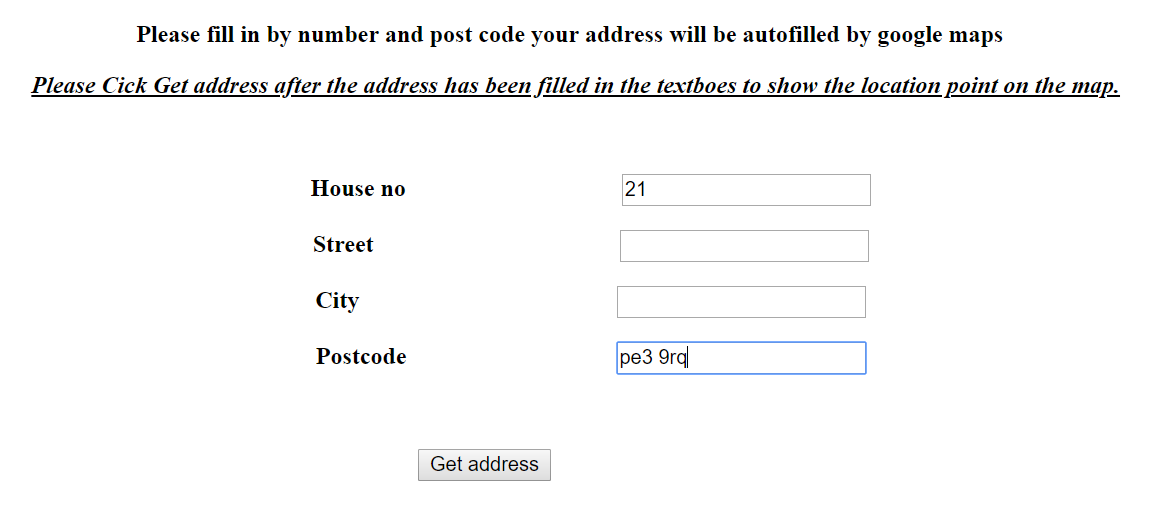 Please fill in by number and post code your address will be autofilled by google maps
Please Cick Get address after the address has been filled in the textboes to show the location point on the map.
House no 21
Street
City
Postcode pe3 9rq
Get address